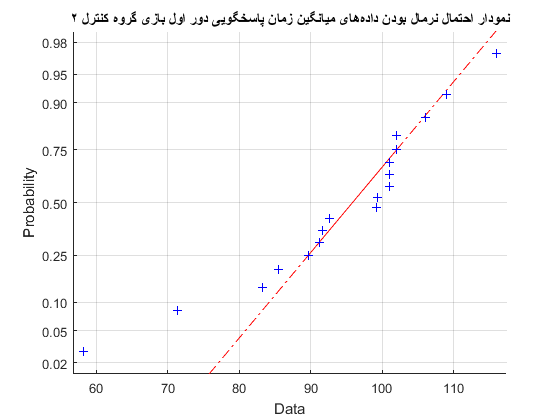 نمودار احتمال نرمال بودن داده‌های میانگین زمان پاسخگویی دور اول بازی گروه کنترل ۲
0.98
0.95
0.90
0.75
0.50
0.25
0.10
0.05
0.02
Probability
60 70 80 90 100 110
Data